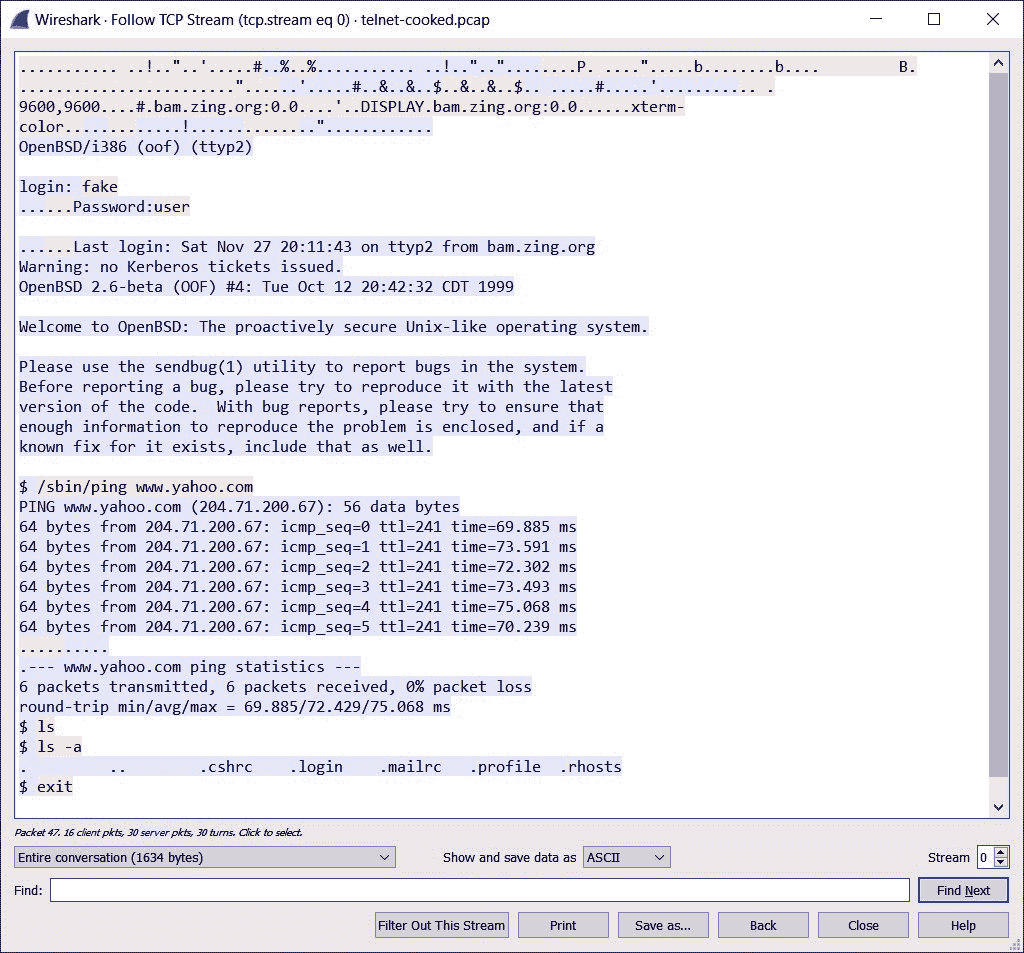 Wireshark · Follow TCP Stream (tcp.stream eq 0) · telnet-cooked.pcap
........... ..!.."..'.....#..%..%........... ..!..".."........P......".....b........b.... B.
........................"......'.....#..&..&..$..&..&..$.. .....#.....'........... .
9600,9600....#.bam.zing.org:0.0....'..DISPLAY.bam.zing.org:0.0......xterm-
color.............!.............."............
OpenBSD/i386 (oof) (ttyp2)
login: fake
......Password:user
......Last login: Sat Nov 27 20:11:43 on ttyp2 from bam.zing.org
Warning: no Kerberos tickets issued.
OpenBSD 2.6-beta (OOF) #4: Tue Oct 12 20:42:32 CDT 1999
Welcome to OpenBSD: The proactively secure Unix-like operating system.
Please use the sendbug(1) utility to report bugs in the system.
Before reporting a bug, please try to reproduce it with the latest
version of the code. With bug reports, please try to ensure that
enough information to reproduce the problem is enclosed, and if a
known fix for it exists, include that as well.
$ /sbin/ping www.yahoo.com
PING www.yahoo.com (204.71.200.67): 56 data bytes
64 bytes from 204.71.200.67: icmp_seq=0 ttl=241 time=69.885 ms
64 bytes from 204.71.200.67: icmp_seq=1 ttl=241 time=73.591 ms
64 bytes from 204.71.200.67: icmp_seq=2 ttl=241 time=72.302 ms
64 bytes from 204.71.200.67: icmp_seq=3 ttl=241 time=73.493 ms
64 bytes from 204.71.200.67: icmp_seq=4 ttl=241 time=75.068 ms
64 bytes from 204.71.200.67: icmp_seq=5 ttl=241 time=70.239 ms
..........
.--- www.yahoo.com ping statistics ---
6 packets transmitted, 6 packets received, 0% packet loss
round-trip min/avg/max = 69.885/72.429/75.068 ms
$ ls
$ ls -a
. .. .cshrc .login .mailrc .profile .rhosts
$ exit
Packet 47. 16 client pkts, 30 server pkts, 30 turns. Click to select.
Entire conversation (1634 bytes) Show and save data as ASCII Stream 0
Find: Find Next
Filter Out This Stream Print Save as... Back Close Help